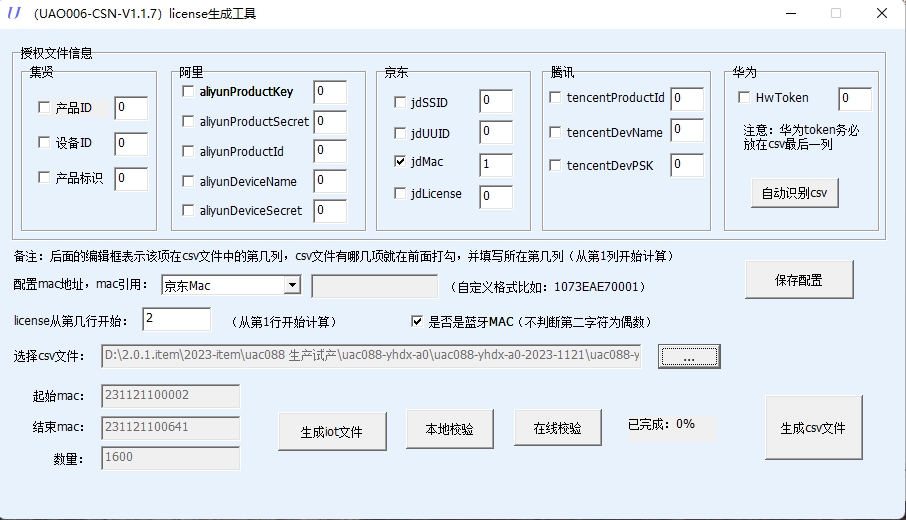 （UAO006-CSN-V1.1.7）license生成工具
授权文件信息
集贤
产品ID 0
设备ID 0
产品标识 0
阿里
aliyunProductKey 0
aliyunProductSecret 0
aliyunProductId 0
aliyunDeviceName 0
aliyunDeviceSecret 0
京东
jdSSID 0
jdUUID 0
jdMac 1
jdLicense 0
腾讯
tencentProductId 0
tencentDevName 0
tencentDevPSK 0
华为
HwToken 0
注意：华为token务必
放在csv最后一列
自动识别csv
备注：后面的编辑框表示该项在csv文件中的第几列，csv文件有哪几项就在前面打勾，并填写所在第几列（从第1列开始计算）
配置mac地址，mac引用： 京东Mac （自定义格式比如：1073EAE70001）
保存配置
license从第几行开始： 2 （从第1行开始计算） 是否是蓝牙MAC（不判断第二字符为偶数）
选择csv文件： D:\2.0.1.item\2023-item\uac088 生产试产\uac088-yhdx-a0\uac088-yhdx-a0-2023-1121\uac088-y ...
起始mac： 231121100002
结束mac： 231121100641
数量： 1600
生成iot文件
本地校验
在线校验
已完成：0%
生成csv文件